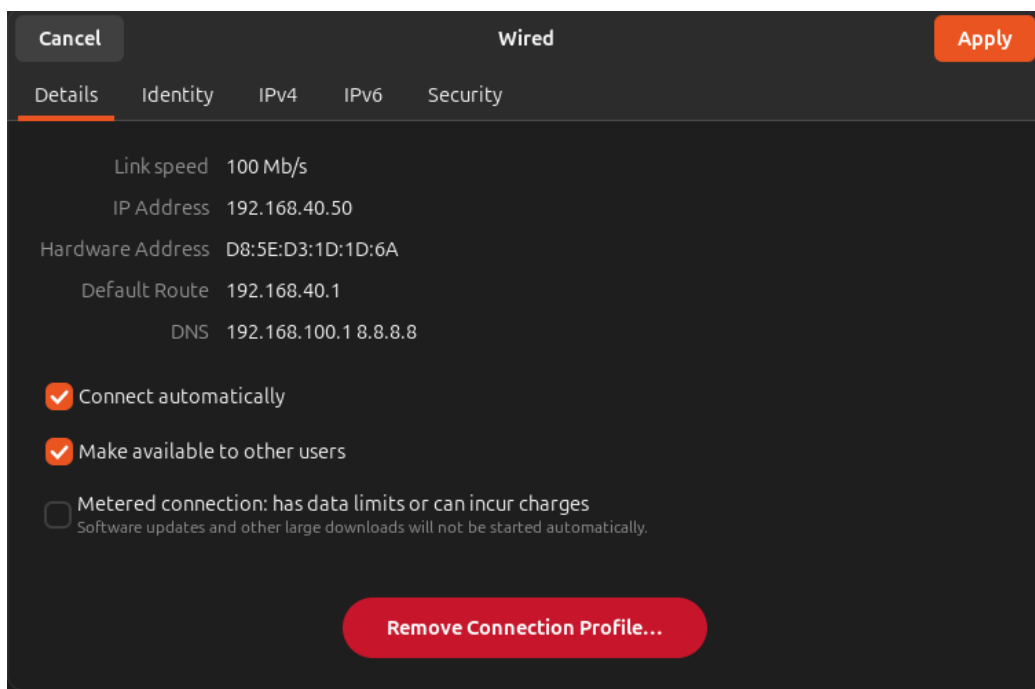 Cancel Wired Apply
Details Identity IPv4 IPv6 Security
Link speed 100 Mb/s
IP Address 192.168.40.50
Hardware Address D8:5E:D3:1D:1D:6A
Default Route 192.168.40.1
DNS 192.168.100.1 8.8.8.8
Connect automatically
Make available to other users
Metered connection: has data limits or can incur charges
Software updates and other large downloads will not be started automatically.
Remove Connection Profile...